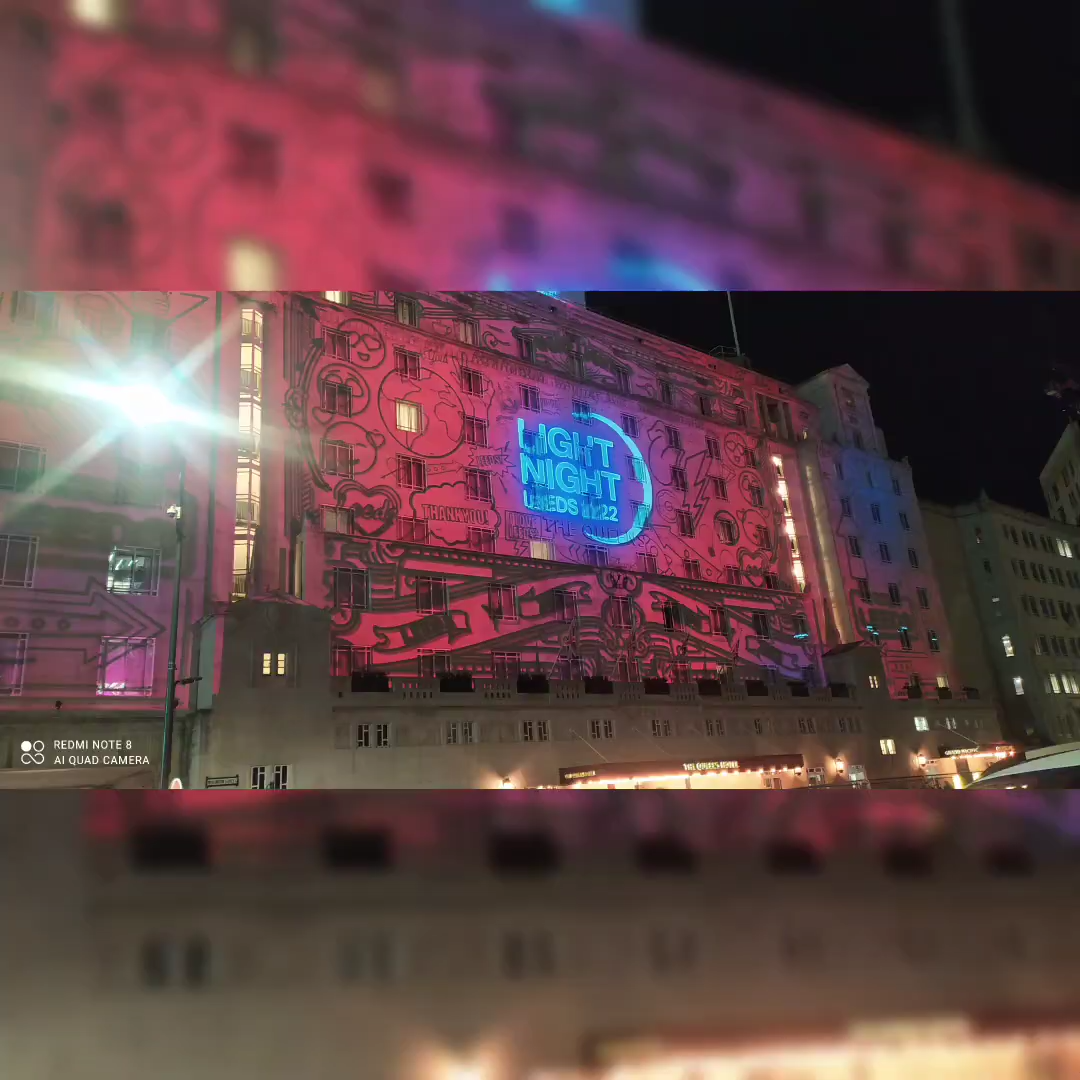 LIGHT
NIGHT
LEEDS 2022
THANKYOU!
THE QUEENS HOTEL
REDMI NOTE 8
AI QUAD CAMERA